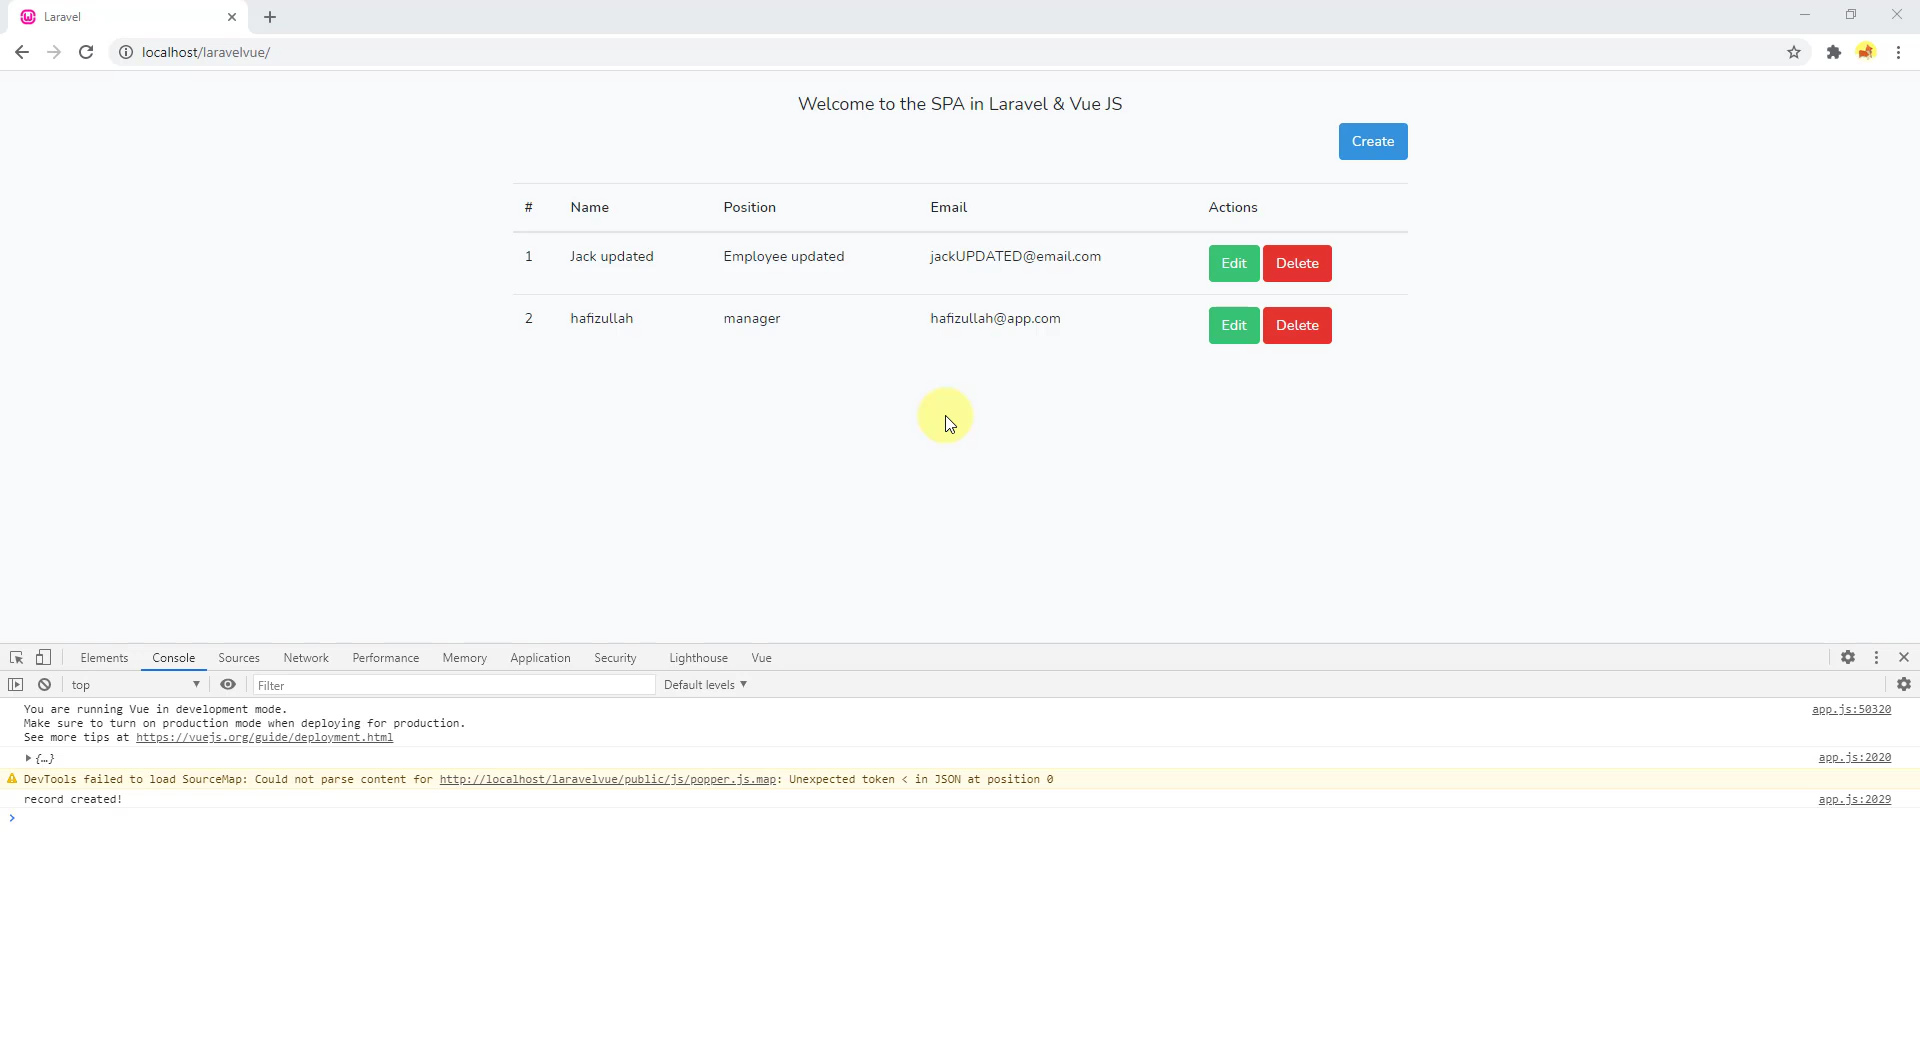 Laravel
localhost/laravelvue/
Welcome to the SPA in Laravel & Vue JS
Create
# Name Position Email Actions
1 Jack updated Employee updated jackUPDATED@email.com Edit Delete
2 hafizullah manager hafizullah@app.com Edit Delete
Elements Console Sources Network Performance Memory Application Security Lighthouse Vue
top Filter Default levels
You are running Vue in development mode. app.js:50320
Make sure to turn on production mode when deploying for production.
See more tips at https://vuejs.org/guide/deployment.html
{…} app.js:2020
DevTools failed to load SourceMap: Could not parse content for http://localhost/laravelvue/public/js/popper.js.map: Unexpected token < in JSON at position 0
record created! app.js:2029